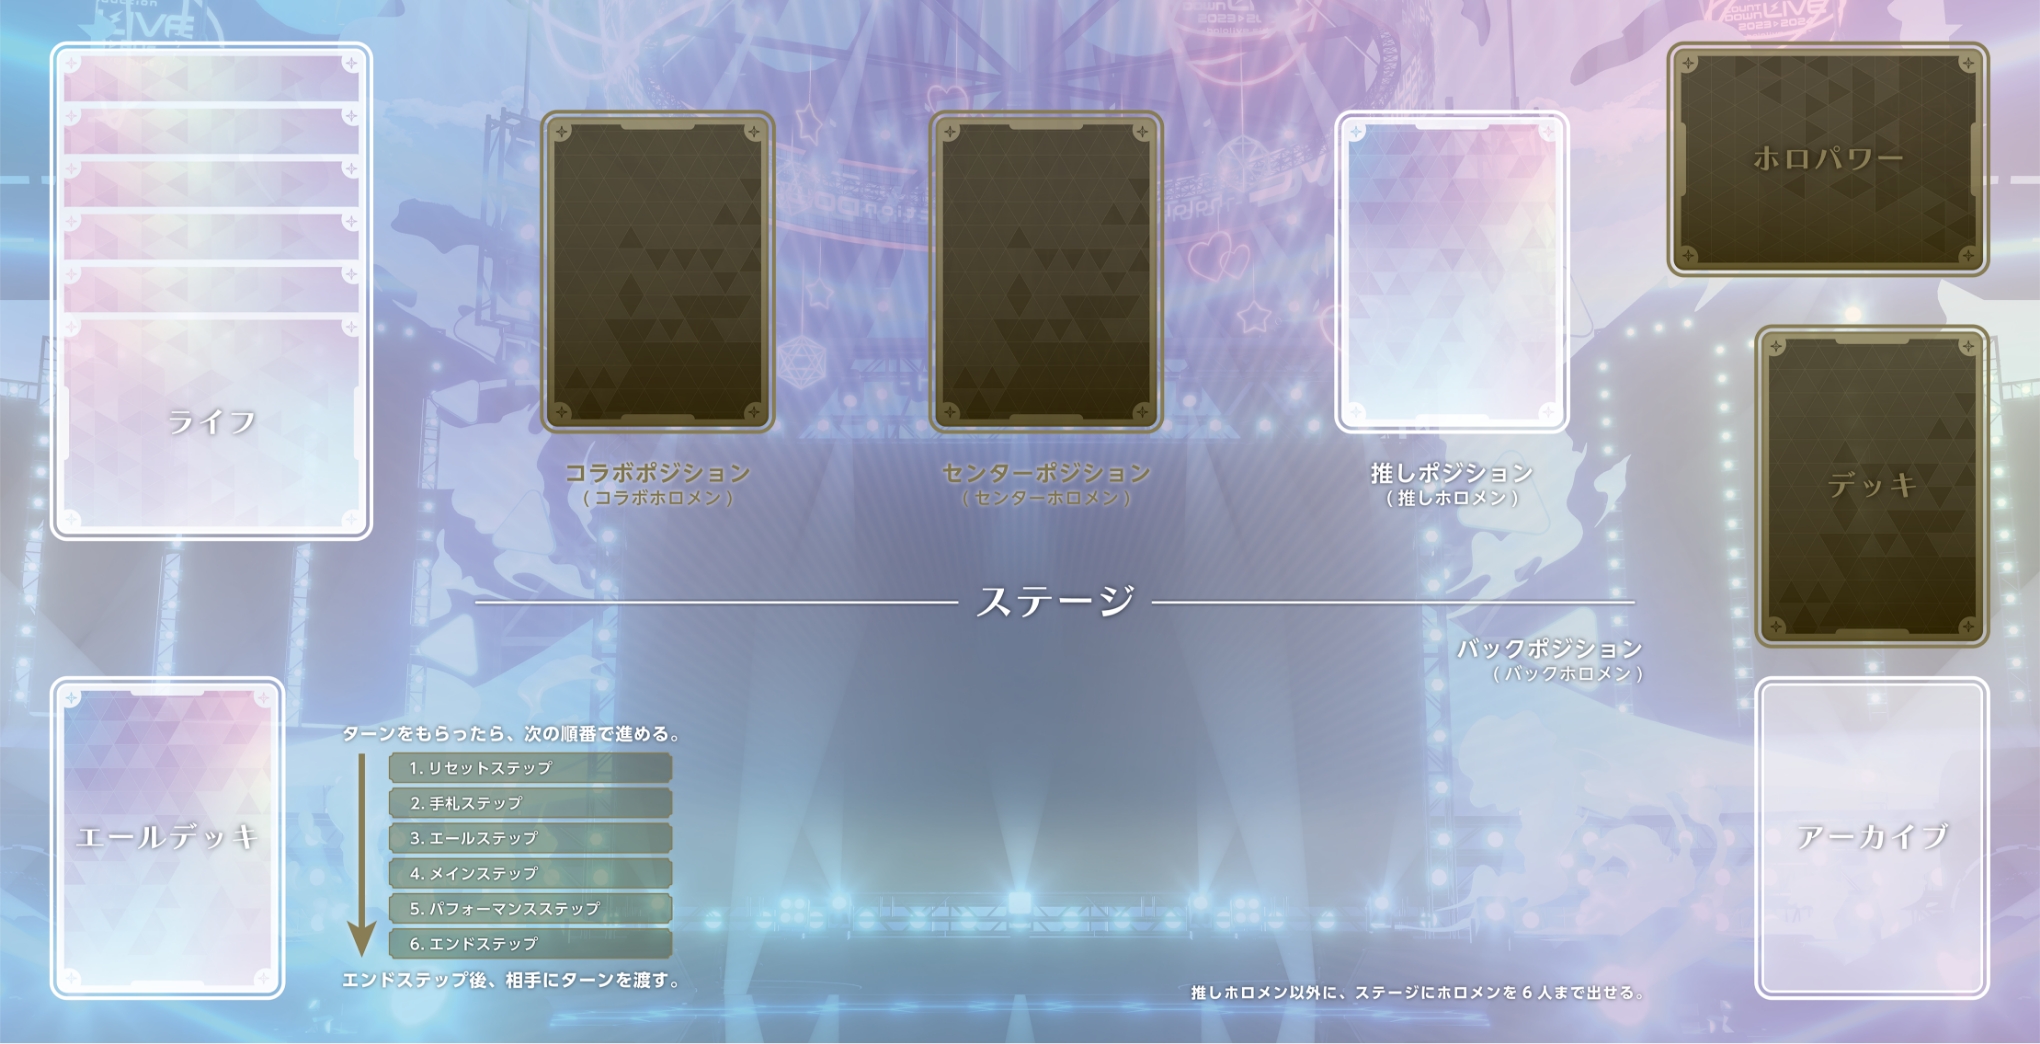 COUNT DOWN LIVE 2023▶202
ライフ
ホロパワー
コラボポジション
(コラボホロメン)
センターポジション
(センターホロメン)
推しポジション
(推しホロメン)
デッキ
ステージ
バックポジション
(バックホロメン)
エールデッキ
ターンをもらったら、次の順番で進める。
1. リセットステップ
2. 手札ステップ
3. エールステップ
4. メインステップ
5. パフォーマンスステップ
6. エンドステップ
エンドステップ後、相手にターンを渡す。
アーカイブ
推しホロメン以外に、ステージにホロメンを6人まで出せる。